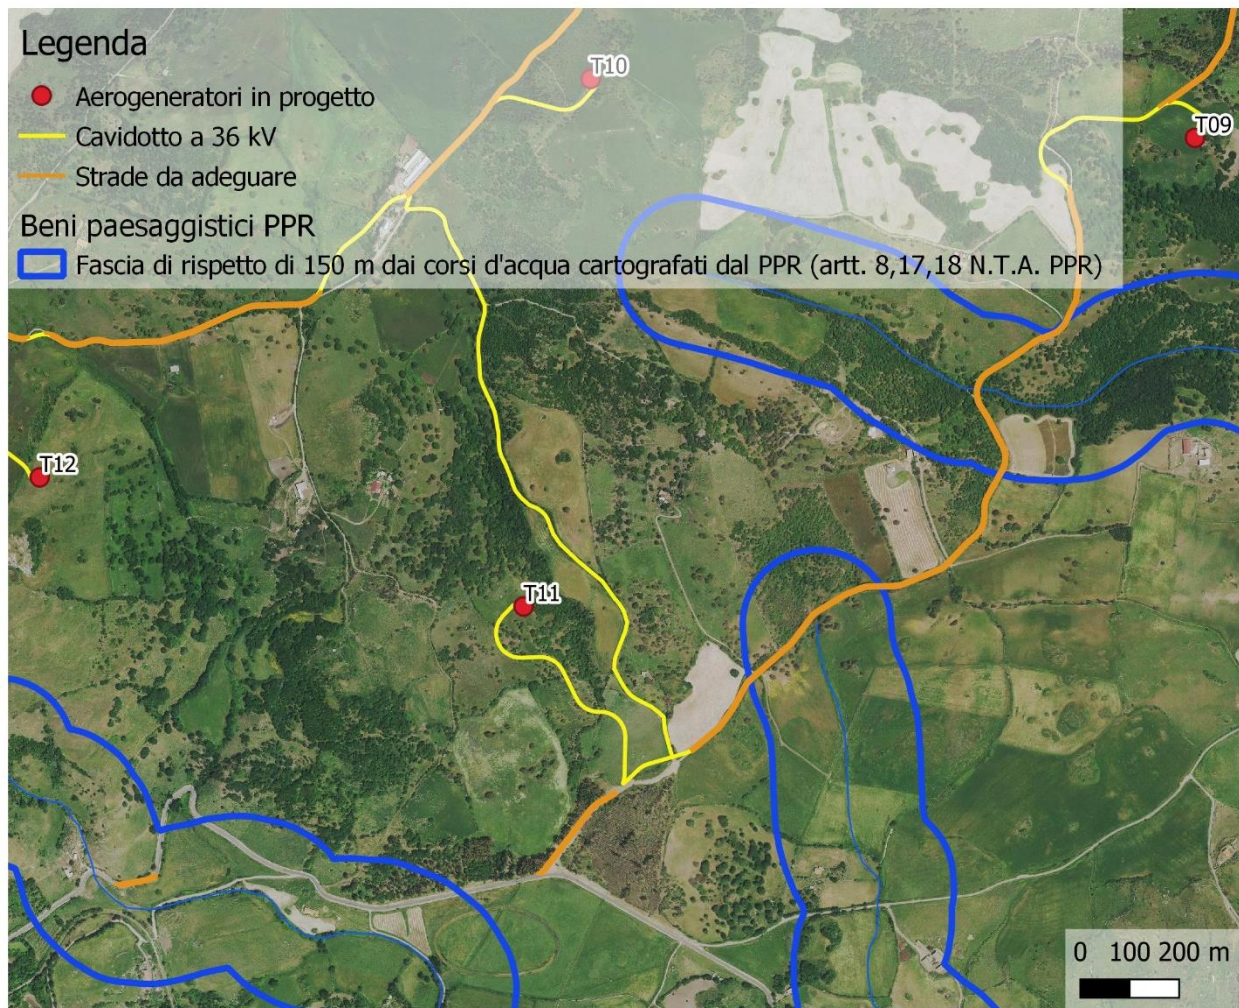 Legenda
Aerogeneratori in progetto
Cavidotto a 36 kV
Strade da adeguare
Beni paesaggistici PPR
Fascia di rispetto di 150 m dai corsi d'acqua cartografati dal PPR (artt. 8,17,18 N.T.A. PPR)
T10
T09
T12
T11
0 100 200 m